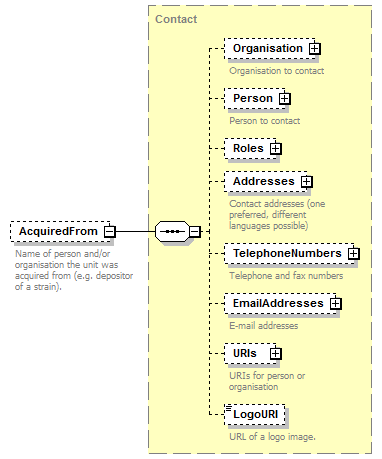 Contact
Organisation
Organisation to contact
Person
Person to contact
Roles
Addresses
Contact addresses (one
preferred, different
languages possible)
AcquiredFrom
Name of person and/or
organisation the unit was
acquired from (e.g. depositor
of a strain).
TelephoneNumbers
Telephone and fax numbers
EmailAddresses
E-mail addresses
URIs
URIs for person or
organisation
LogoURI
URL of a logo image.